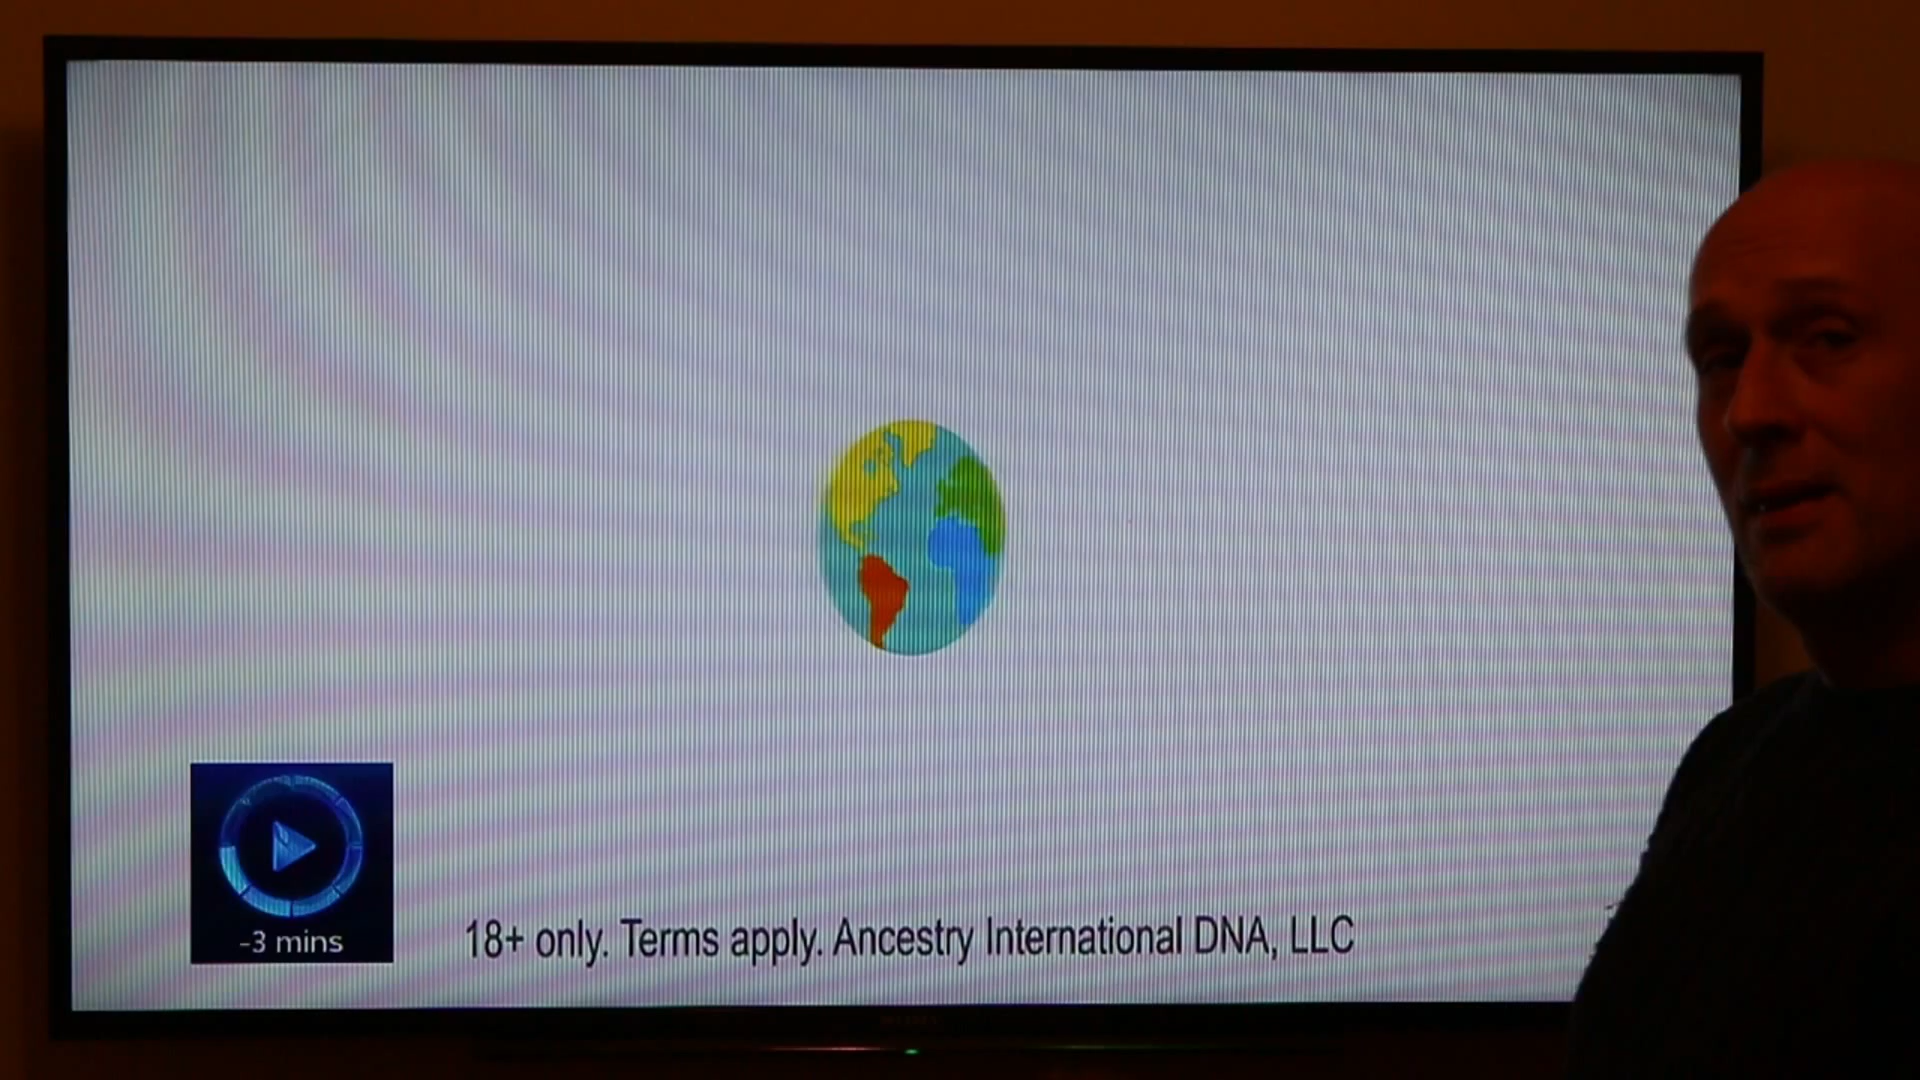 -3 mins
18+ only. Terms apply. Ancestry International DNA, LLC